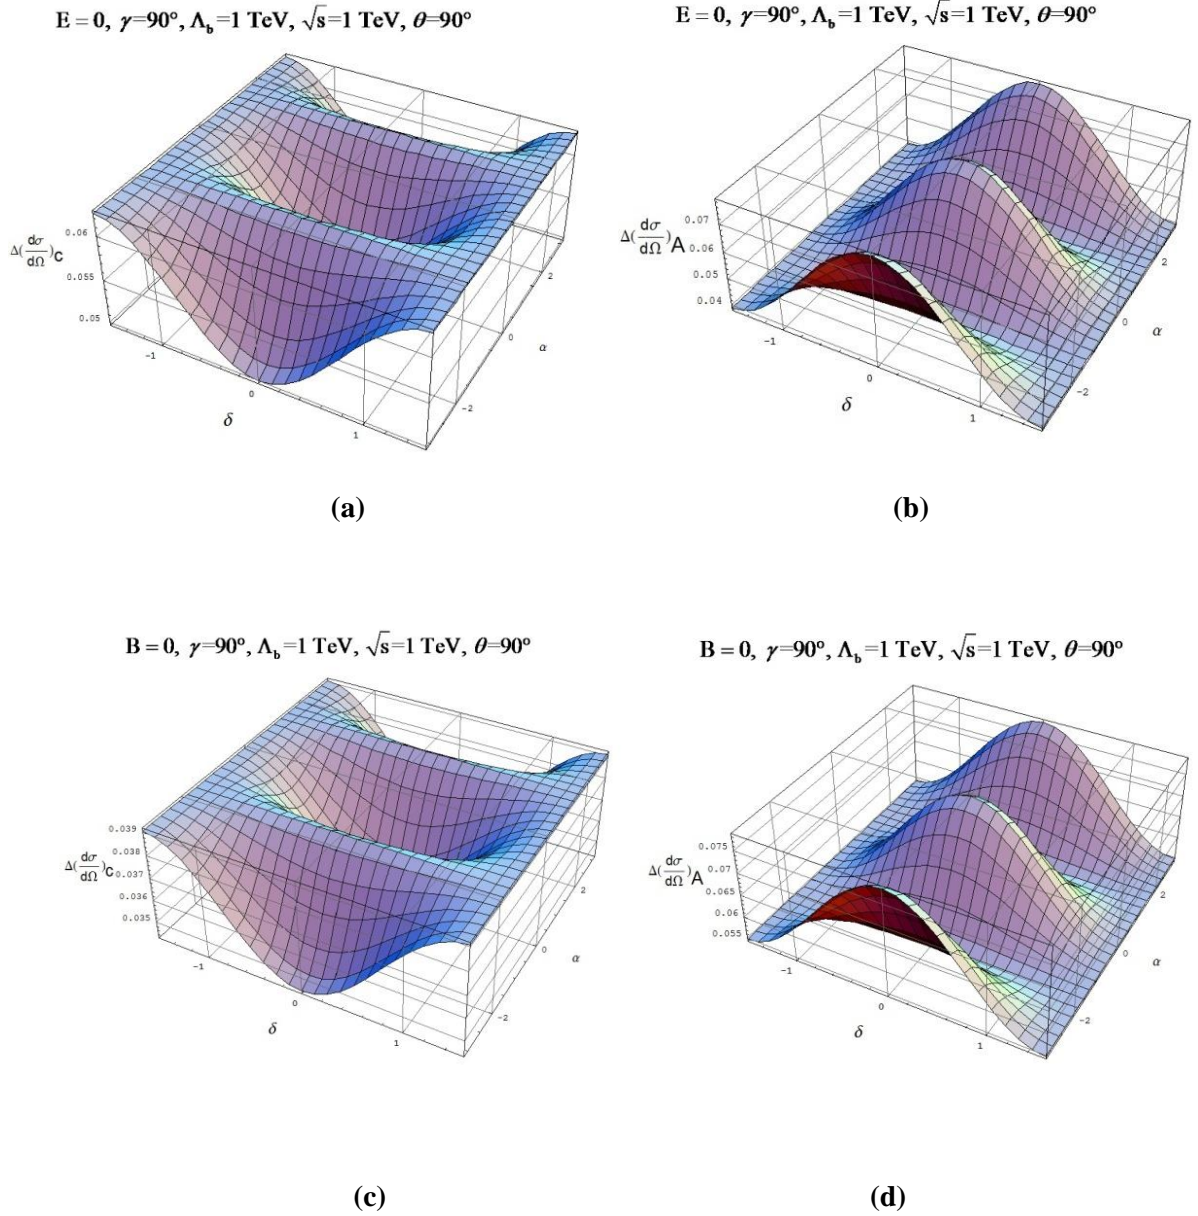 E = 0, γ=90°, Λ_b=1 TeV, √s=1 TeV, θ=90°
0.06
Δ(dσ/dΩ)c
0.055
0.05
-1
0
1
δ
-2
0
2
α
(a)
E = 0, γ=90°, Λ_b=1 TeV, √s=1 TeV, θ=90°
0.07
Δ(dσ/dΩ)A
0.06
0.05
0.04
-1
0
1
δ
-2
0
2
α
(b)
B = 0, γ=90°, Λ_b=1 TeV, √s=1 TeV, θ=90°
0.039
0.038
Δ(dσ/dΩ)c
0.037
0.036
0.035
-1
0
1
δ
-2
0
2
α
(c)
B = 0, γ=90°, Λ_b=1 TeV, √s=1 TeV, θ=90°
0.075
0.07
Δ(dσ/dΩ)A
0.065
0.06
0.055
-1
0
1
δ
-2
0
2
α
(d)